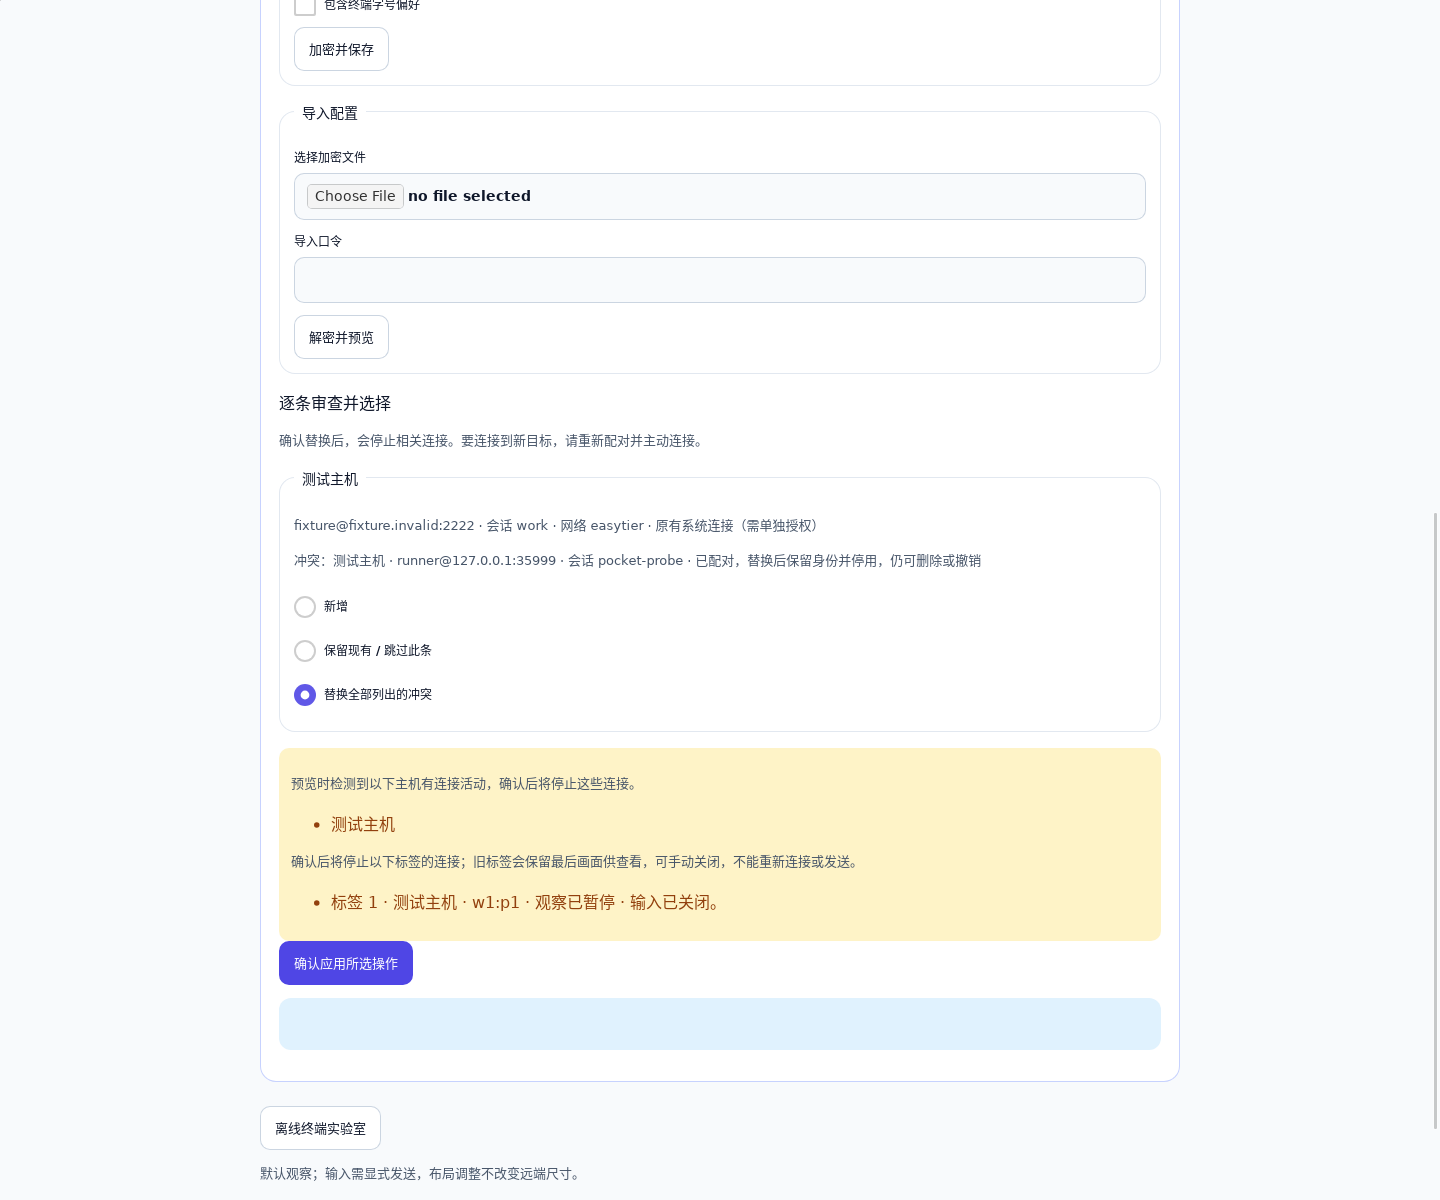 包含终端字号偏好
加密并保存
导入配置
选择加密文件
Choose File no file selected
导入口令
解密并预览
逐条审查并选择
确认替换后，会停止相关连接。要连接到新目标，请重新配对并主动连接。
测试主机
fixture@fixture.invalid:2222 · 会话 work · 网络 easytier · 原有系统连接（需单独授权）
冲突：测试主机 · runner@127.0.0.1:35999 · 会话 pocket-probe · 已配对，替换后保留身份并停用，仍可删除或撤销
新增
保留现有 / 跳过此条
替换全部列出的冲突
预览时检测到以下主机有连接活动，确认后将停止这些连接。
• 测试主机
确认后将停止以下标签的连接；旧标签会保留最后画面供查看，可手动关闭，不能重新连接或发送。
• 标签 1 · 测试主机 · w1:p1 · 观察已暂停 · 输入已关闭。
确认应用所选操作
离线终端实验室
默认观察；输入需显式发送，布局调整不改变远端尺寸。